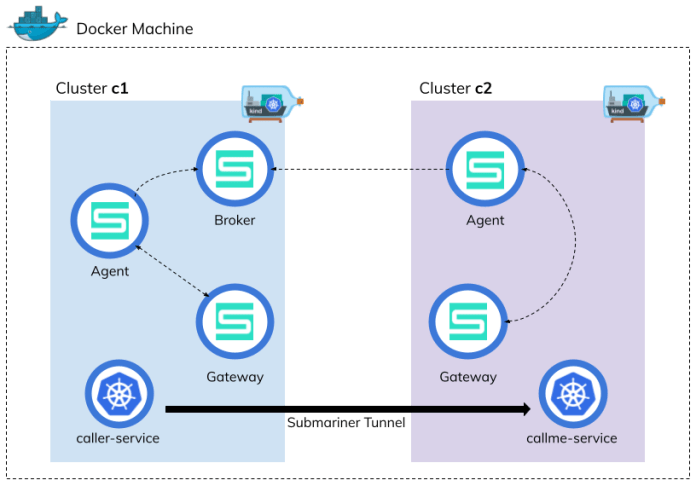 Docker Machine
Cluster c1
Cluster c2
kind
kind
Broker
Agent
Agent
Gateway
Gateway
caller-service
Submariner Tunnel
callme-service